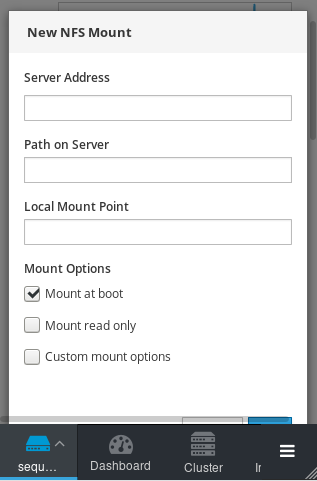 New NFS Mount
Server Address
Path on Server
Local Mount Point
Mount Options
Mount at boot
Mount read only
Custom mount options
sequ...
Dashboard
Cluster